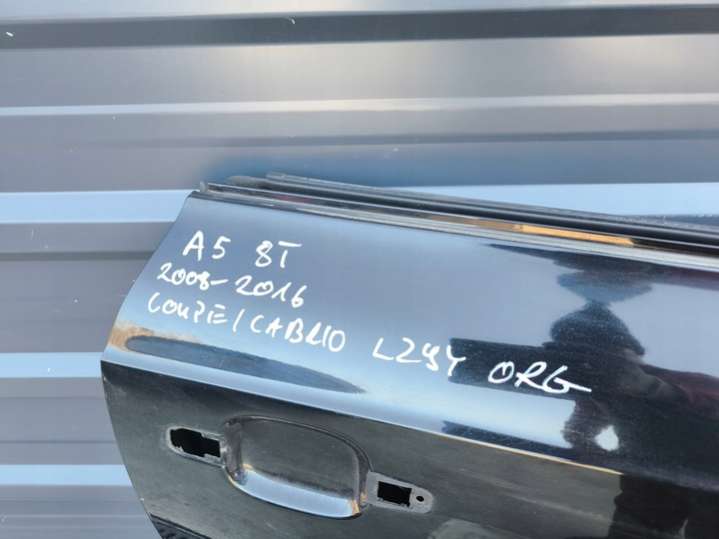 A5 8T
2008-2016
COUPE/CABRIO LZ9Y ORG